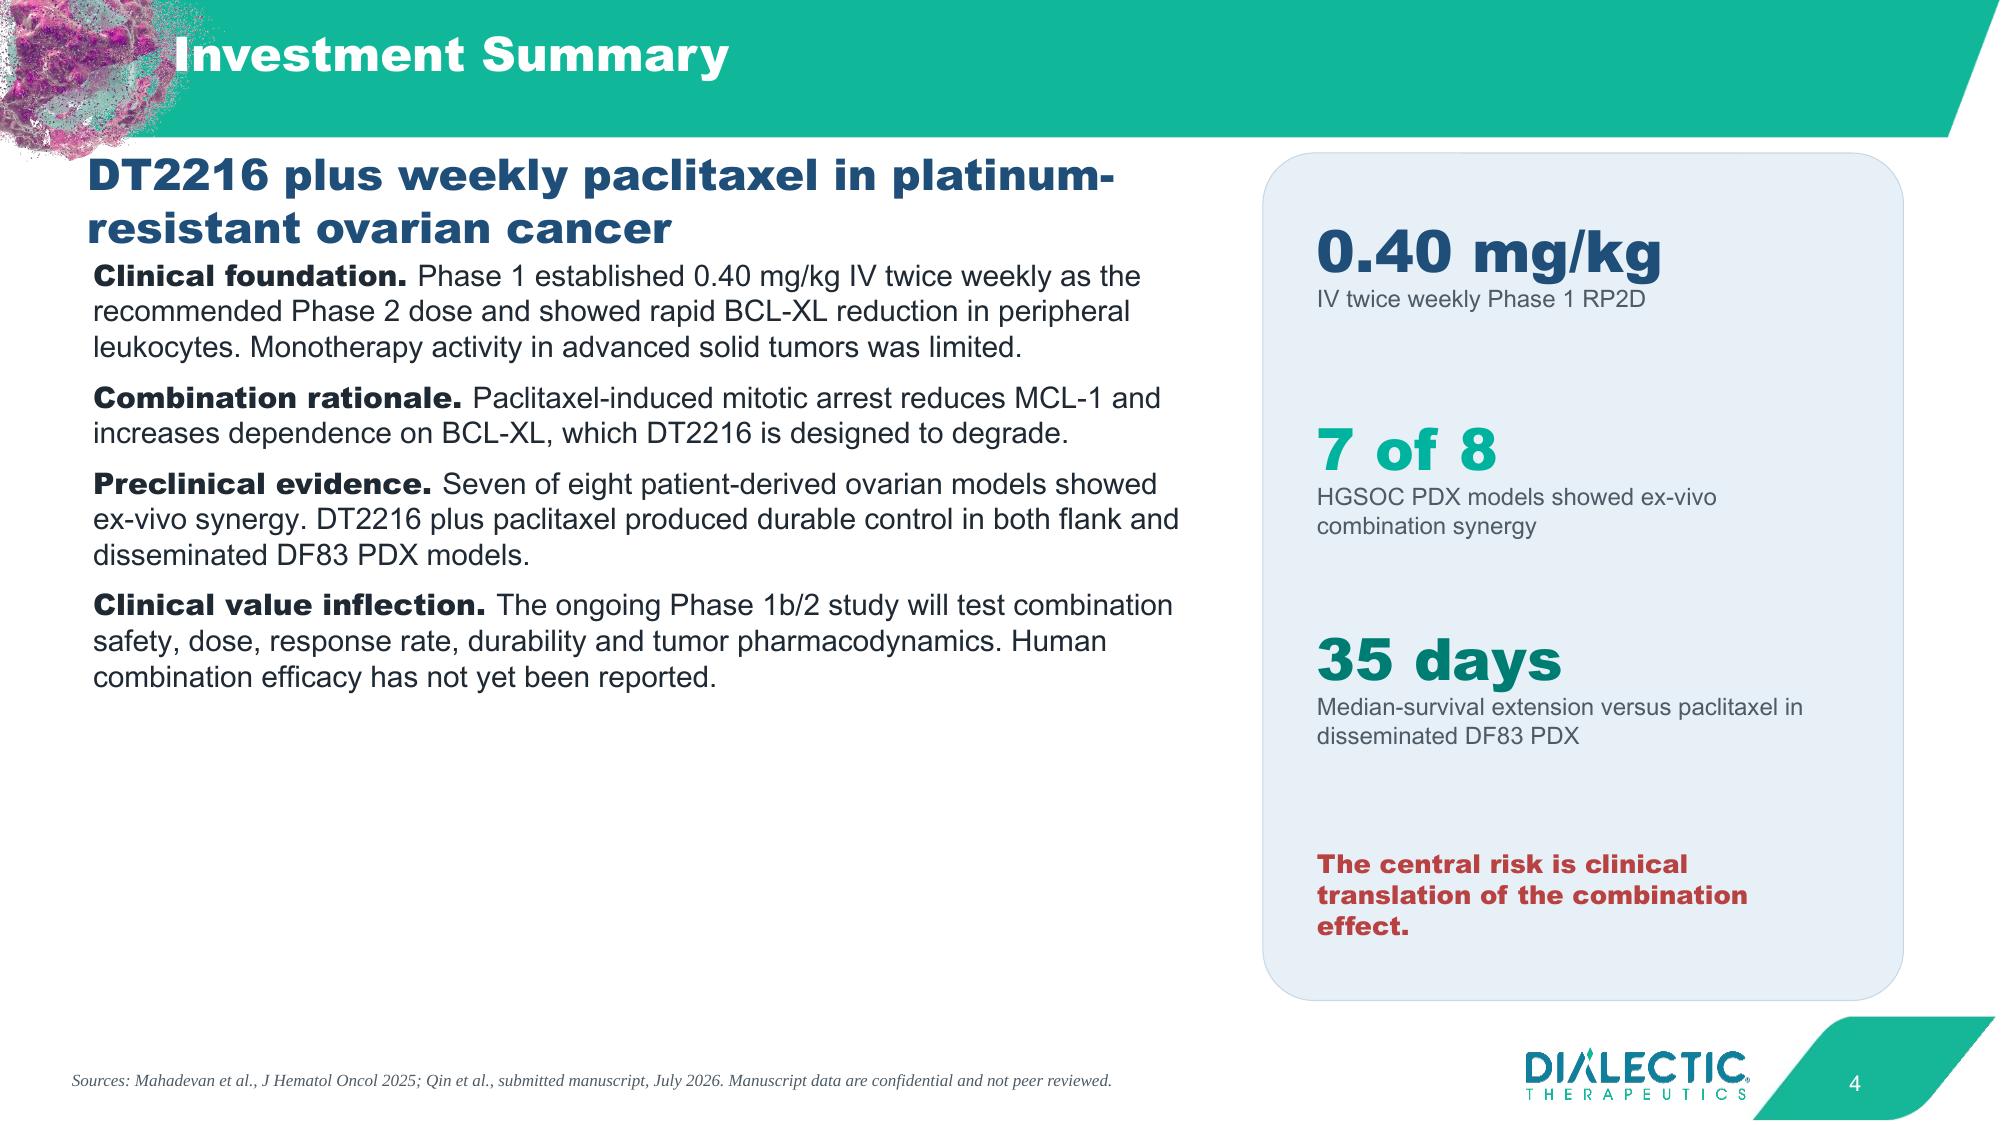 Investment Summary
DT2216 plus weekly paclitaxel in platinum-
resistant ovarian cancer
Clinical foundation. Phase 1 established 0.40 mg/kg IV twice weekly as the
recommended Phase 2 dose and showed rapid BCL-XL reduction in peripheral
leukocytes. Monotherapy activity in advanced solid tumors was limited.
Combination rationale. Paclitaxel-induced mitotic arrest reduces MCL-1 and
increases dependence on BCL-XL, which DT2216 is designed to degrade.
Preclinical evidence. Seven of eight patient-derived ovarian models showed
ex-vivo synergy. DT2216 plus paclitaxel produced durable control in both flank and
disseminated DF83 PDX models.
Clinical value inflection. The ongoing Phase 1b/2 study will test combination
safety, dose, response rate, durability and tumor pharmacodynamics. Human
combination efficacy has not yet been reported.
0.40 mg/kg
IV twice weekly Phase 1 RP2D
7 of 8
HGSOC PDX models showed ex-vivo
combination synergy
35 days
Median-survival extension versus paclitaxel in
disseminated DF83 PDX
The central risk is clinical
translation of the combination
effect.
Sources: Mahadevan et al., J Hematol Oncol 2025; Qin et al., submitted manuscript, July 2026. Manuscript data are confidential and not peer reviewed.
DIALECTIC®
THERAPEUTICS
4